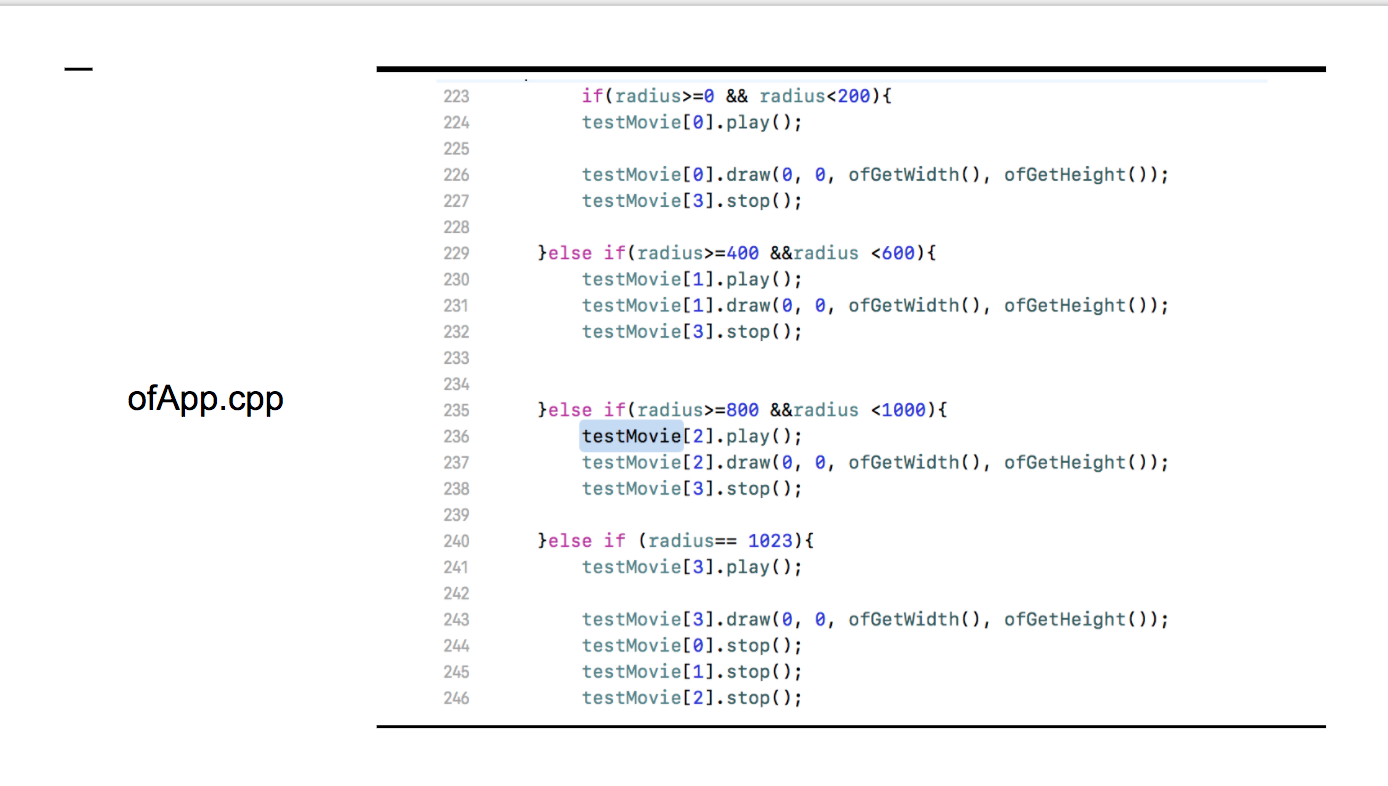 ofApp.cpp
223 if(radius>=0 && radius<200){
224 testMovie[0].play();
225
226 testMovie[0].draw(0, 0, ofGetWidth(), ofGetHeight());
227 testMovie[3].stop();
228
229 }else if(radius>=400 &&radius <600){
230 testMovie[1].play();
231 testMovie[1].draw(0, 0, ofGetWidth(), ofGetHeight());
232 testMovie[3].stop();
233
234
235 }else if(radius>=800 &&radius <1000){
236 testMovie[2].play();
237 testMovie[2].draw(0, 0, ofGetWidth(), ofGetHeight());
238 testMovie[3].stop();
239
240 }else if (radius== 1023){
241 testMovie[3].play();
242
243 testMovie[3].draw(0, 0, ofGetWidth(), ofGetHeight());
244 testMovie[0].stop();
245 testMovie[1].stop();
246 testMovie[2].stop();